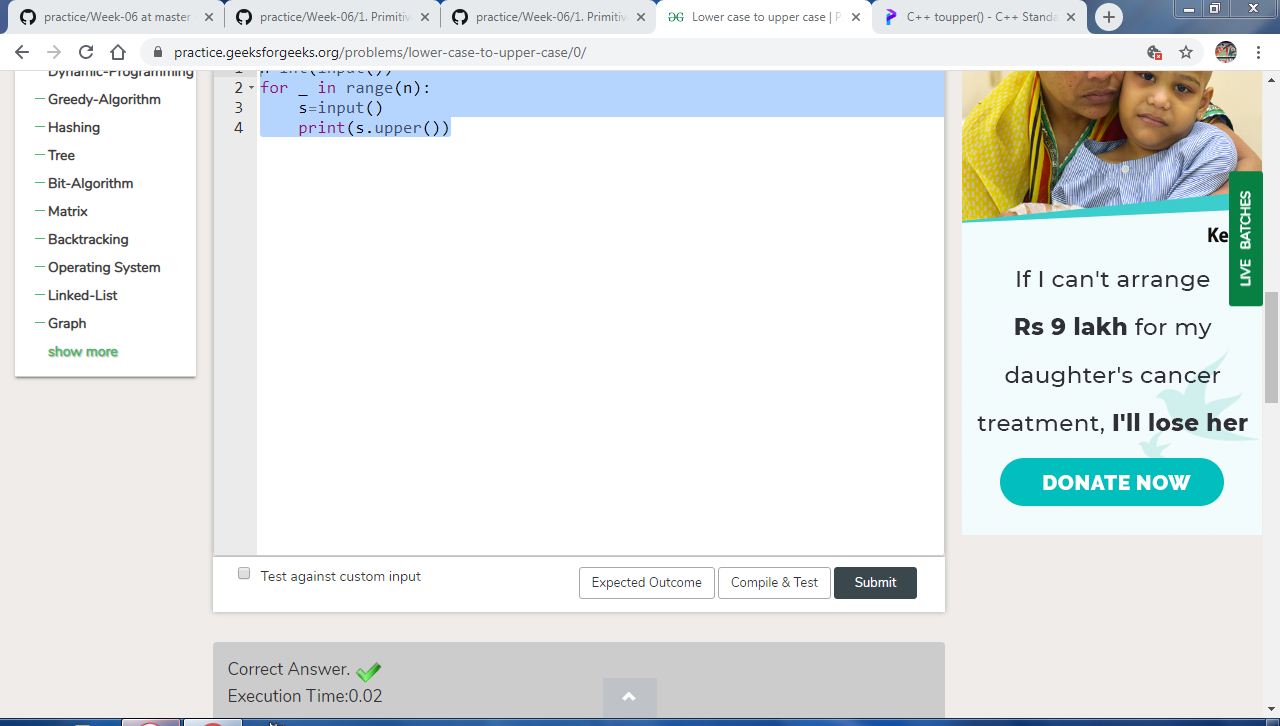 practice/Week-06 at master
practice/Week-06/1. Primitiv
practice/Week-06/1. Primitiv
Lower case to upper case | P
C++ toupper() - C++ Standa
practice.geeksforgeeks.org/problems/lower-case-to-upper-case/0/
Dynamic-Programming
Greedy-Algorithm
Hashing
Tree
Bit-Algorithm
Matrix
Backtracking
Operating System
Linked-List
Graph
show more
1 n=int(input())
2 for _ in range(n):
3 s=input()
4 print(s.upper())
Test against custom input
Expected Outcome
Compile & Test
Submit
Correct Answer.
Execution Time:0.02
Ke
LIVE BATCHES
If I can't arrange
Rs 9 lakh for my
daughter's cancer
treatment, I'll lose her
DONATE NOW